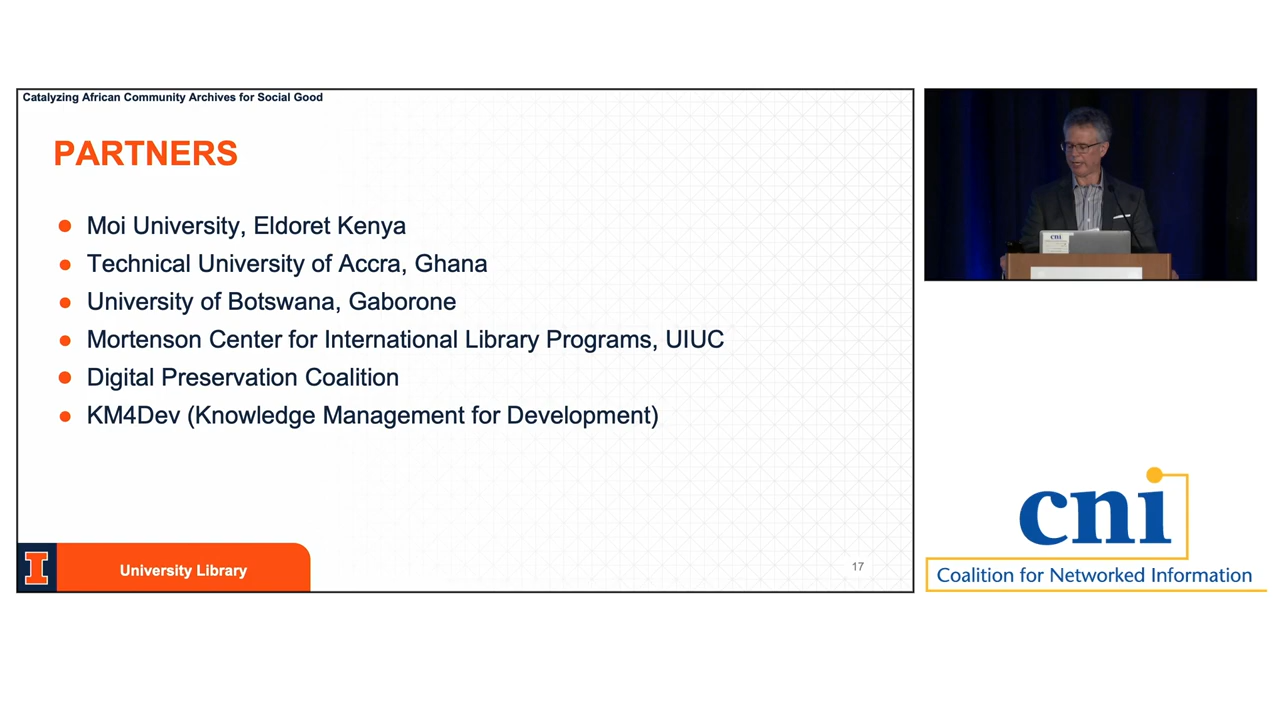 Catalyzing African Community Archives for Social Good
PARTNERS
Moi University, Eldoret Kenya
Technical University of Accra, Ghana
University of Botswana, Gaborone
Mortenson Center for International Library Programs, UIUC
Digital Preservation Coalition
KM4Dev (Knowledge Management for Development)
I
University Library
17
cni
cni
Coalition for Networked Information